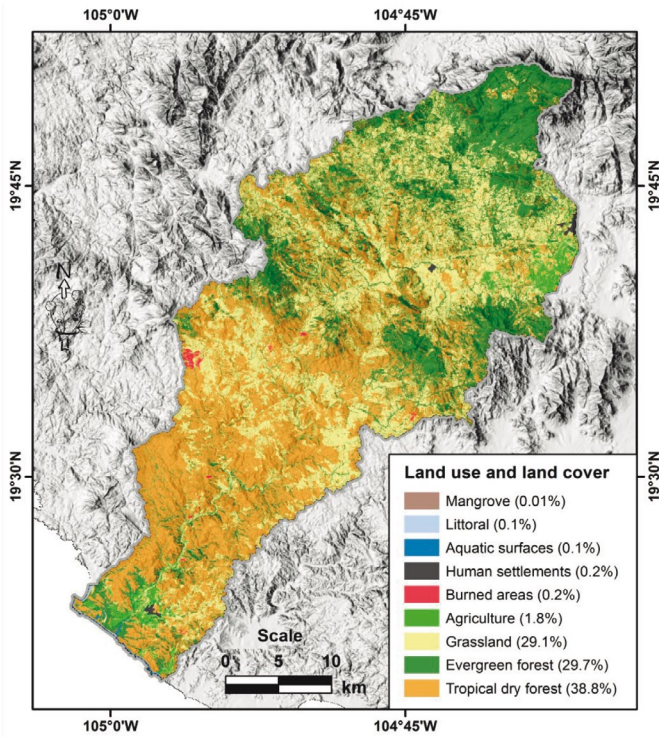 105°0'W 104°45'W
19°45'N 19°45'N
N
19°30'N 19°30'N
Land use and land cover
Mangrove (0.01%)
Littoral (0.1%)
Aquatic surfaces (0.1%)
Human settlements (0.2%)
Burned areas (0.2%)
Agriculture (1.8%)
Grassland (29.1%)
Evergreen forest (29.7%)
Tropical dry forest (38.8%)
Scale
0 5 10
km
105°0'W 104°45'W